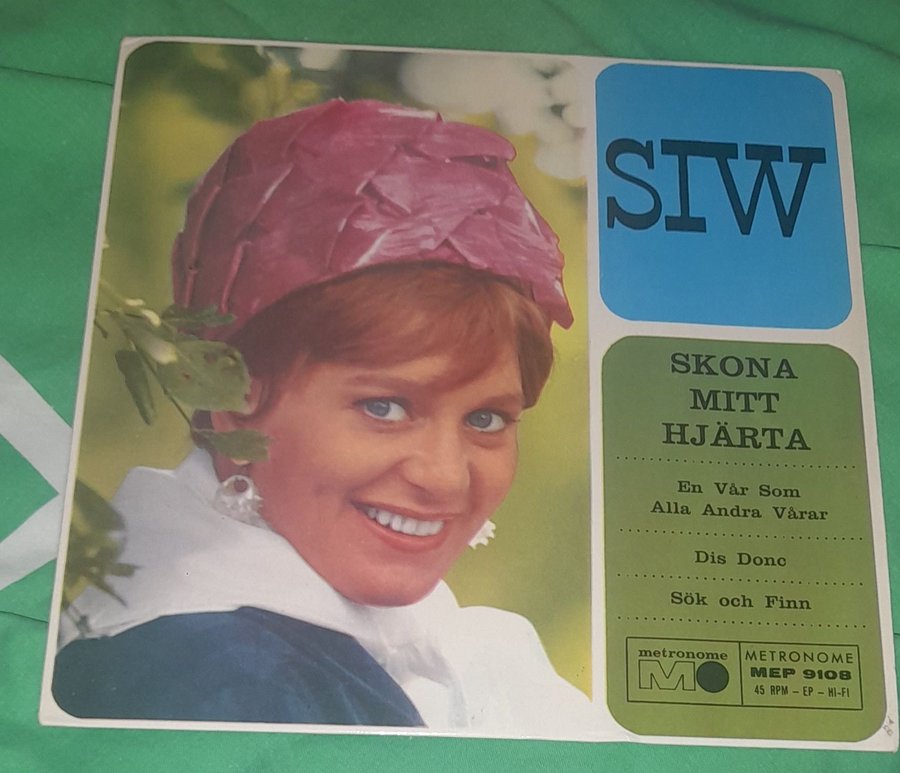 SIW
SKONA
MITT
HJÄRTA
En Vår Som
Alla Andra Vårar
Dis Donc
Sök och Finn
metronome
METRONOME
MEP 9108
45 RPM – EP – HI-FI